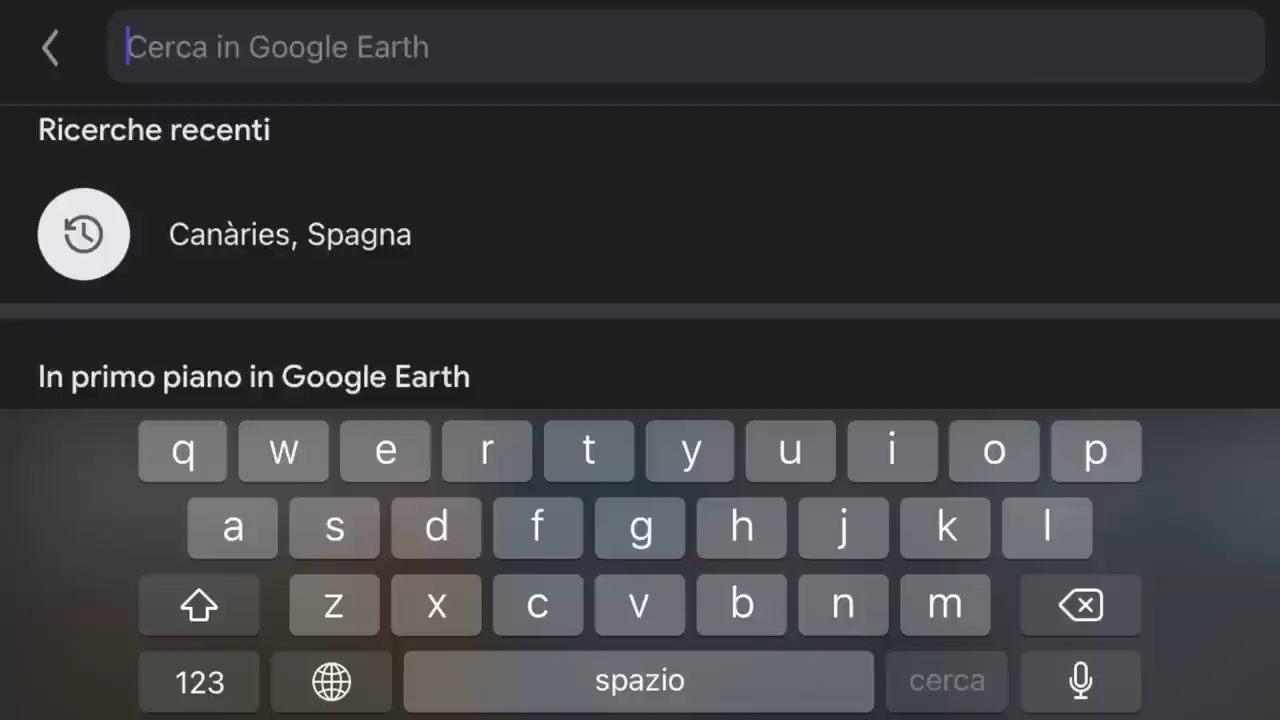 Cerca in Google Earth
Ricerche recenti
Canàries, Spagna
In primo piano in Google Earth
q w e r t y u i o p
a s d f g h j k l
z x c v b n m
123 spazio cerca